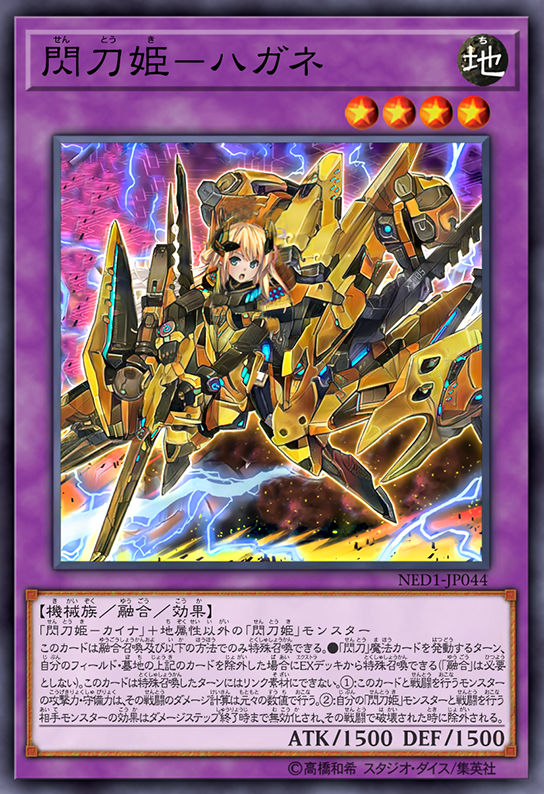 閃刀姫－ハガネ
地
NED1-JP044
【機械族／融合／効果】
「閃刀姫－カイナ」＋地属性以外の「閃刀姫」モンスター
このカードは融合召喚及び以下の方法でのみ特殊召喚できる。●「閃刀」魔法カードを発動するターン、
自分のフィールド・墓地の上記のカードを除外した場合にEXデッキから特殊召喚できる(「融合」は必要
としない)。このカードは特殊召喚したターンにはリンク素材にできない。①:このカードと戦闘を行うモンスター
の攻撃力・守備力は、その戦闘のダメージ計算は元々の数値で行う。②:自分の「閃刀姫」モンスターと戦闘を行う
相手モンスターの効果はダメージステップ終了時まで無効化され、その戦闘で破壊された時に除外される。
ATK/1500 DEF/1500
©高橋和希 スタジオ・ダイス/集英社